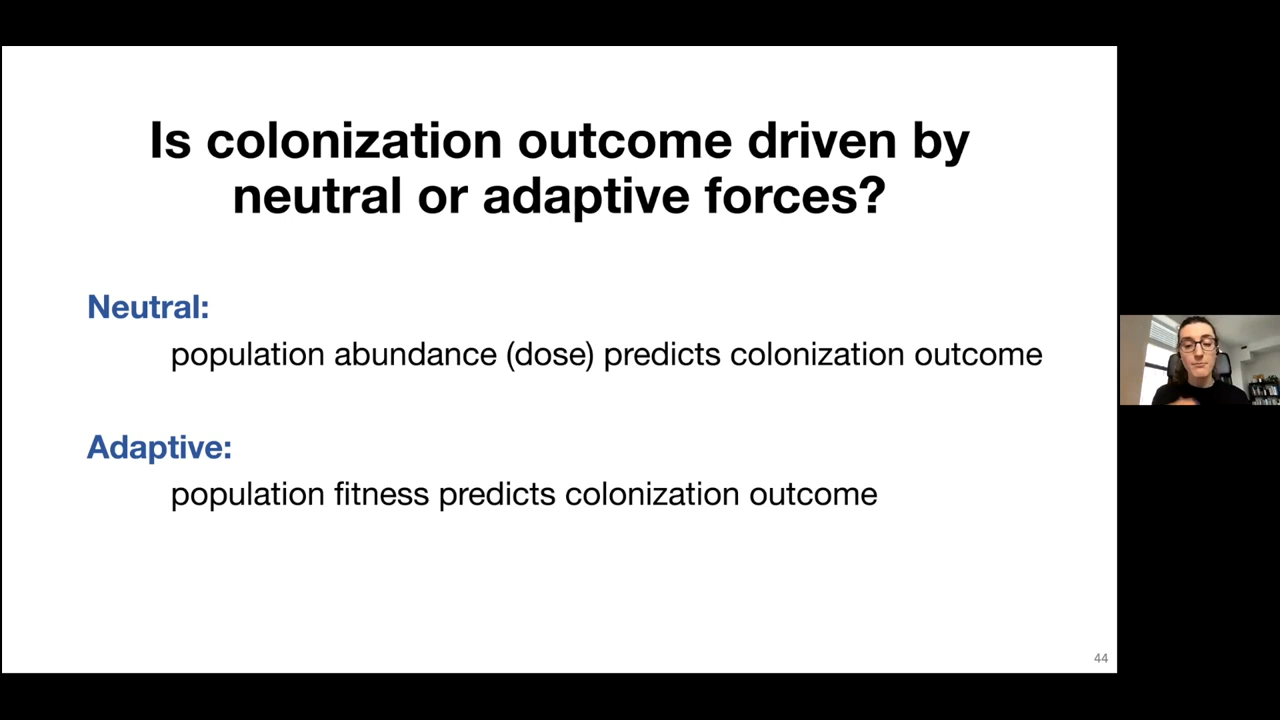 Is colonization outcome driven by
neutral or adaptive forces?
Neutral:
population abundance (dose) predicts colonization outcome
Adaptive:
population fitness predicts colonization outcome
44